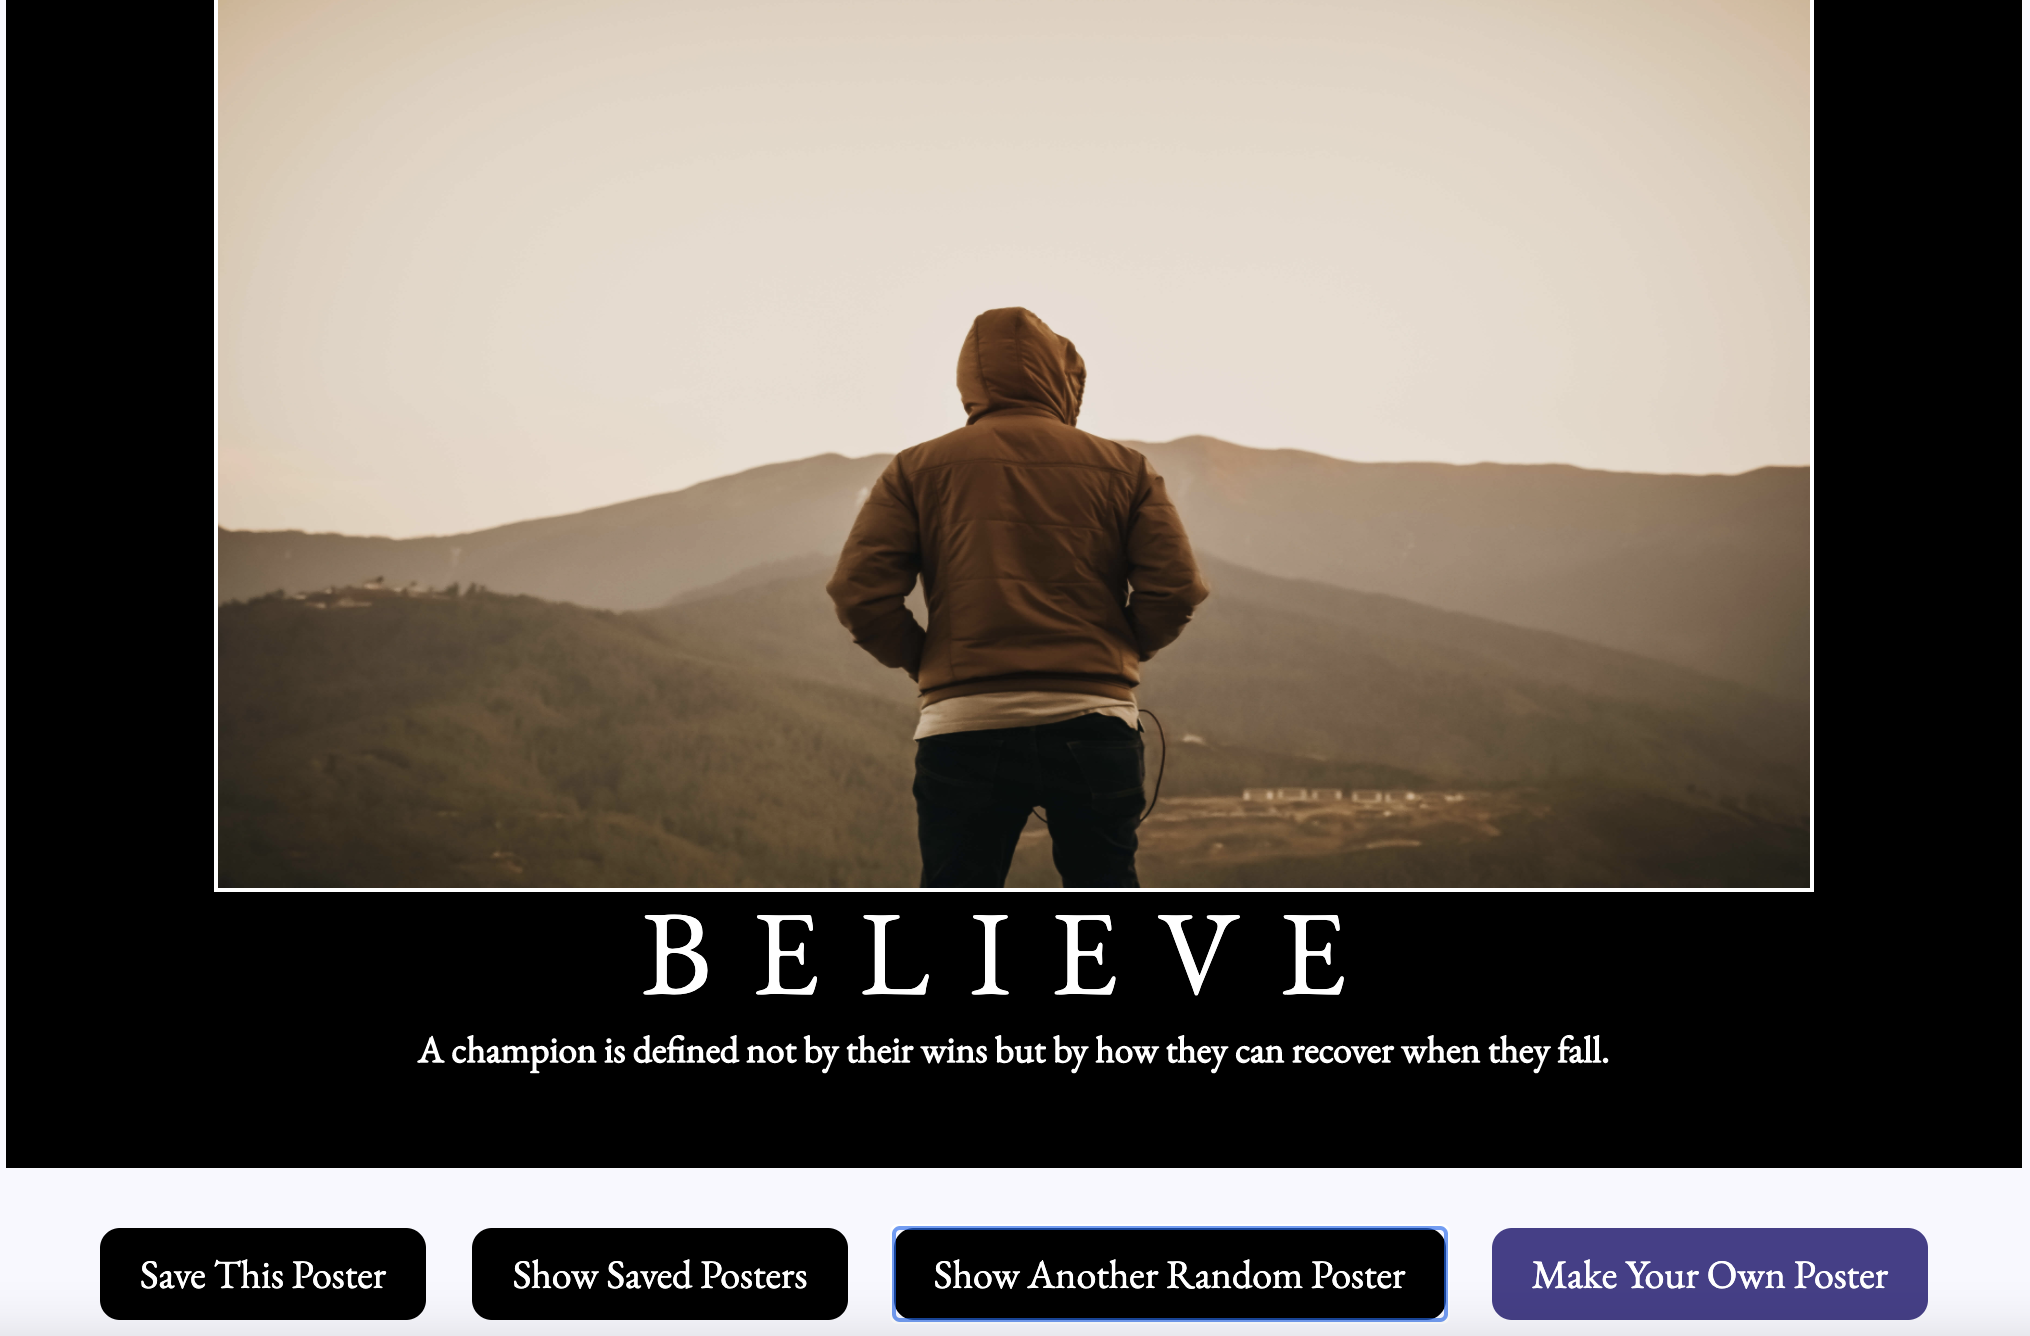 BELIEVE
A champion is defined not by their wins but by how they can recover when they fall.
Save This Poster
Show Saved Posters
Show Another Random Poster
Make Your Own Poster